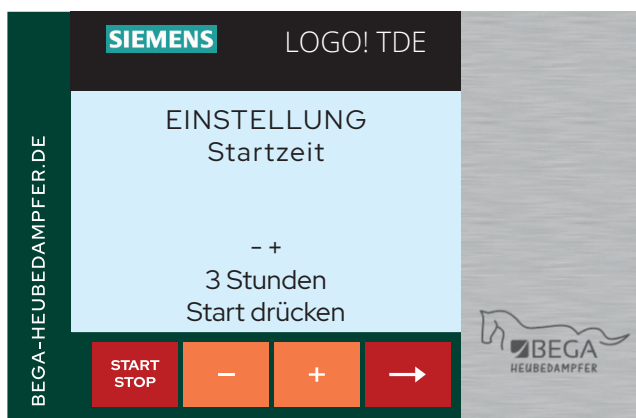 SIEMENS LOGO! TDE
EINSTELLUNG
Startzeit
- +
3 Stunden
Start drücken
START
STOP
- + →
BEGA-HEUBEDAMPFER.DE
BEGA
HEUBEDAMPFER